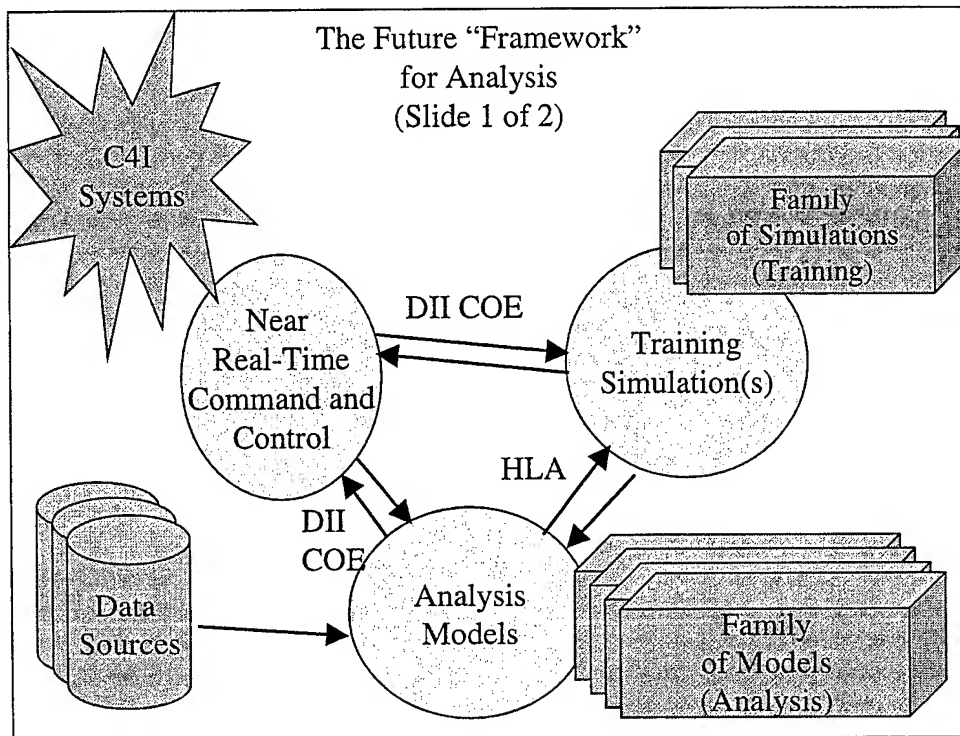 The Future “Framework”
for Analysis
(Slide 1 of 2)
C4I
Systems
Family
of Simulations
(Training)
Near
Real-Time
Command and
Control
DII COE
Training
Simulation(s)
HLA
DII
COE
Data
Sources
Analysis
Models
Family
of Models
(Analysis)